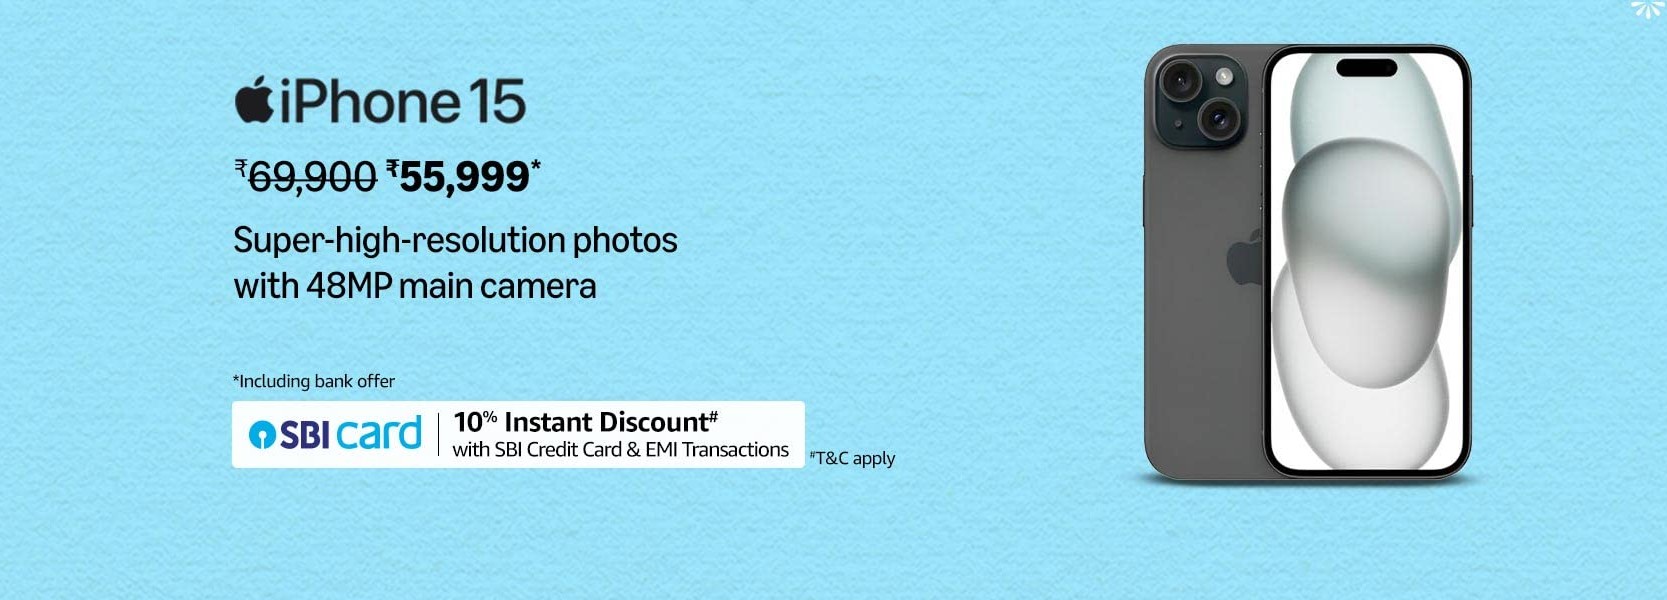 iPhone 15
₹69,900 ₹55,999*
Super-high-resolution photos
with 48MP main camera
*Including bank offer
SBI card
10% Instant Discount#
with SBI Credit Card & EMI Transactions
#T&C apply